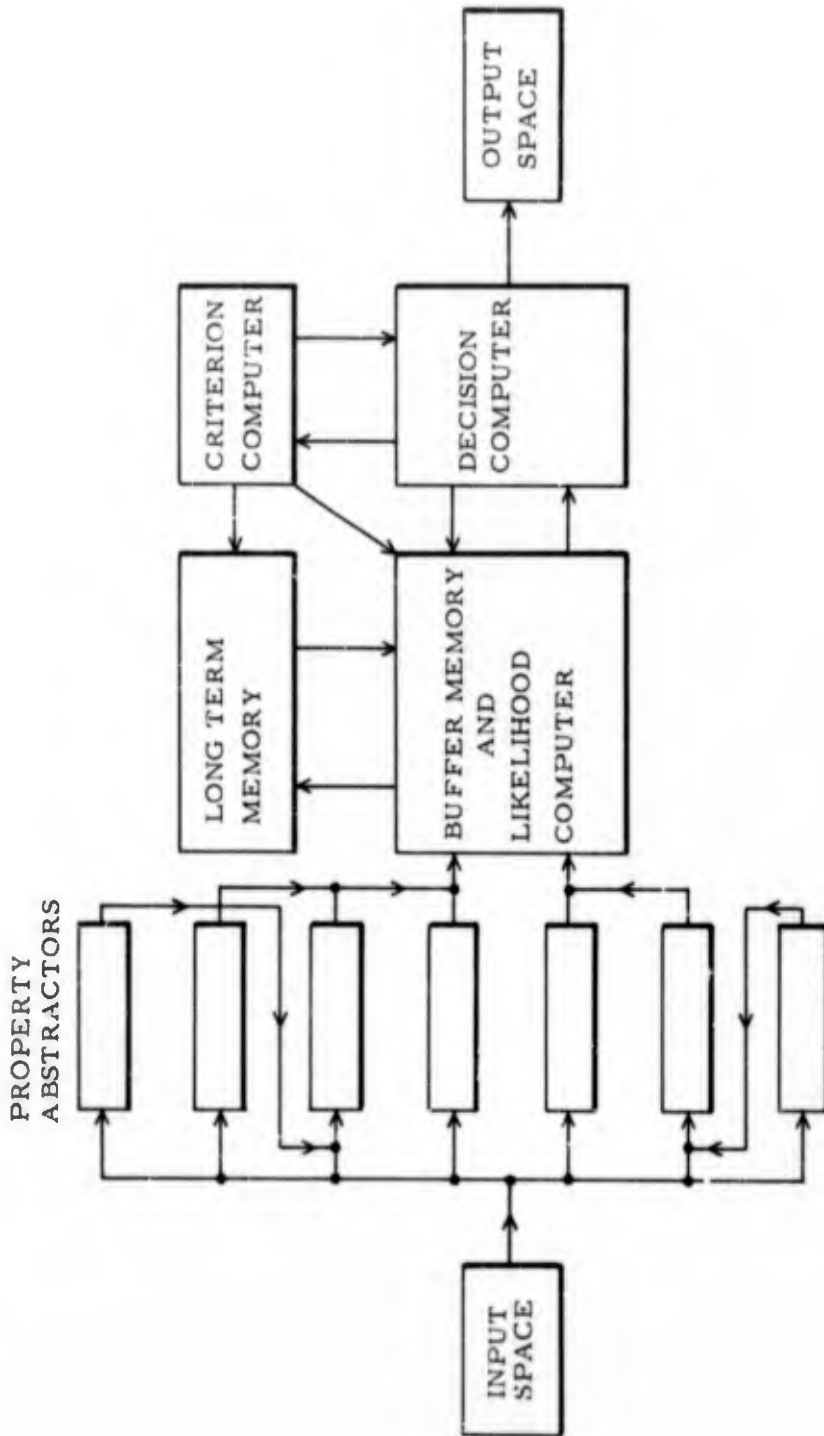 PROPERTY
ABSTRACTORS
INPUT
SPACE
LONG TERM
MEMORY
BUFFER MEMORY
AND
LIKELIHOOD
COMPUTER
CRITERION
COMPUTER
DECISION
COMPUTER
OUTPUT
SPACE